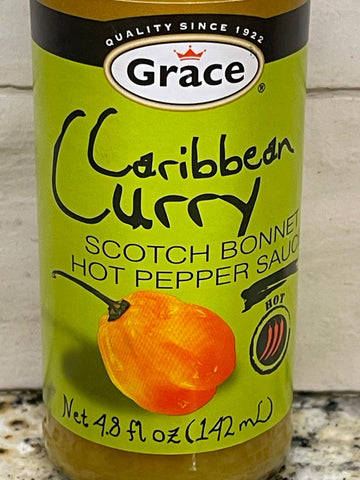 QUALITY SINCE 1922
Grace
®
Caribbean
Curry
SCOTCH BONNET
HOT PEPPER SAUCE
HOT
Net 4.8 fl oz (142 mL)